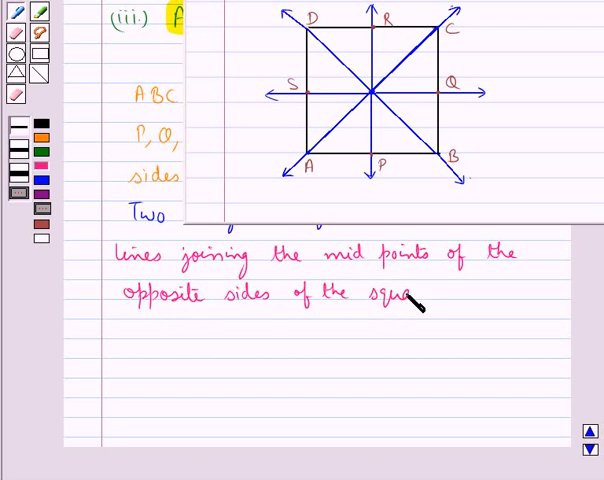 (iii.) A
D R C
S Q
A P B
ABC
P, Q,
sides
Two
lines joining the mid points of the
opposite sides of the squa